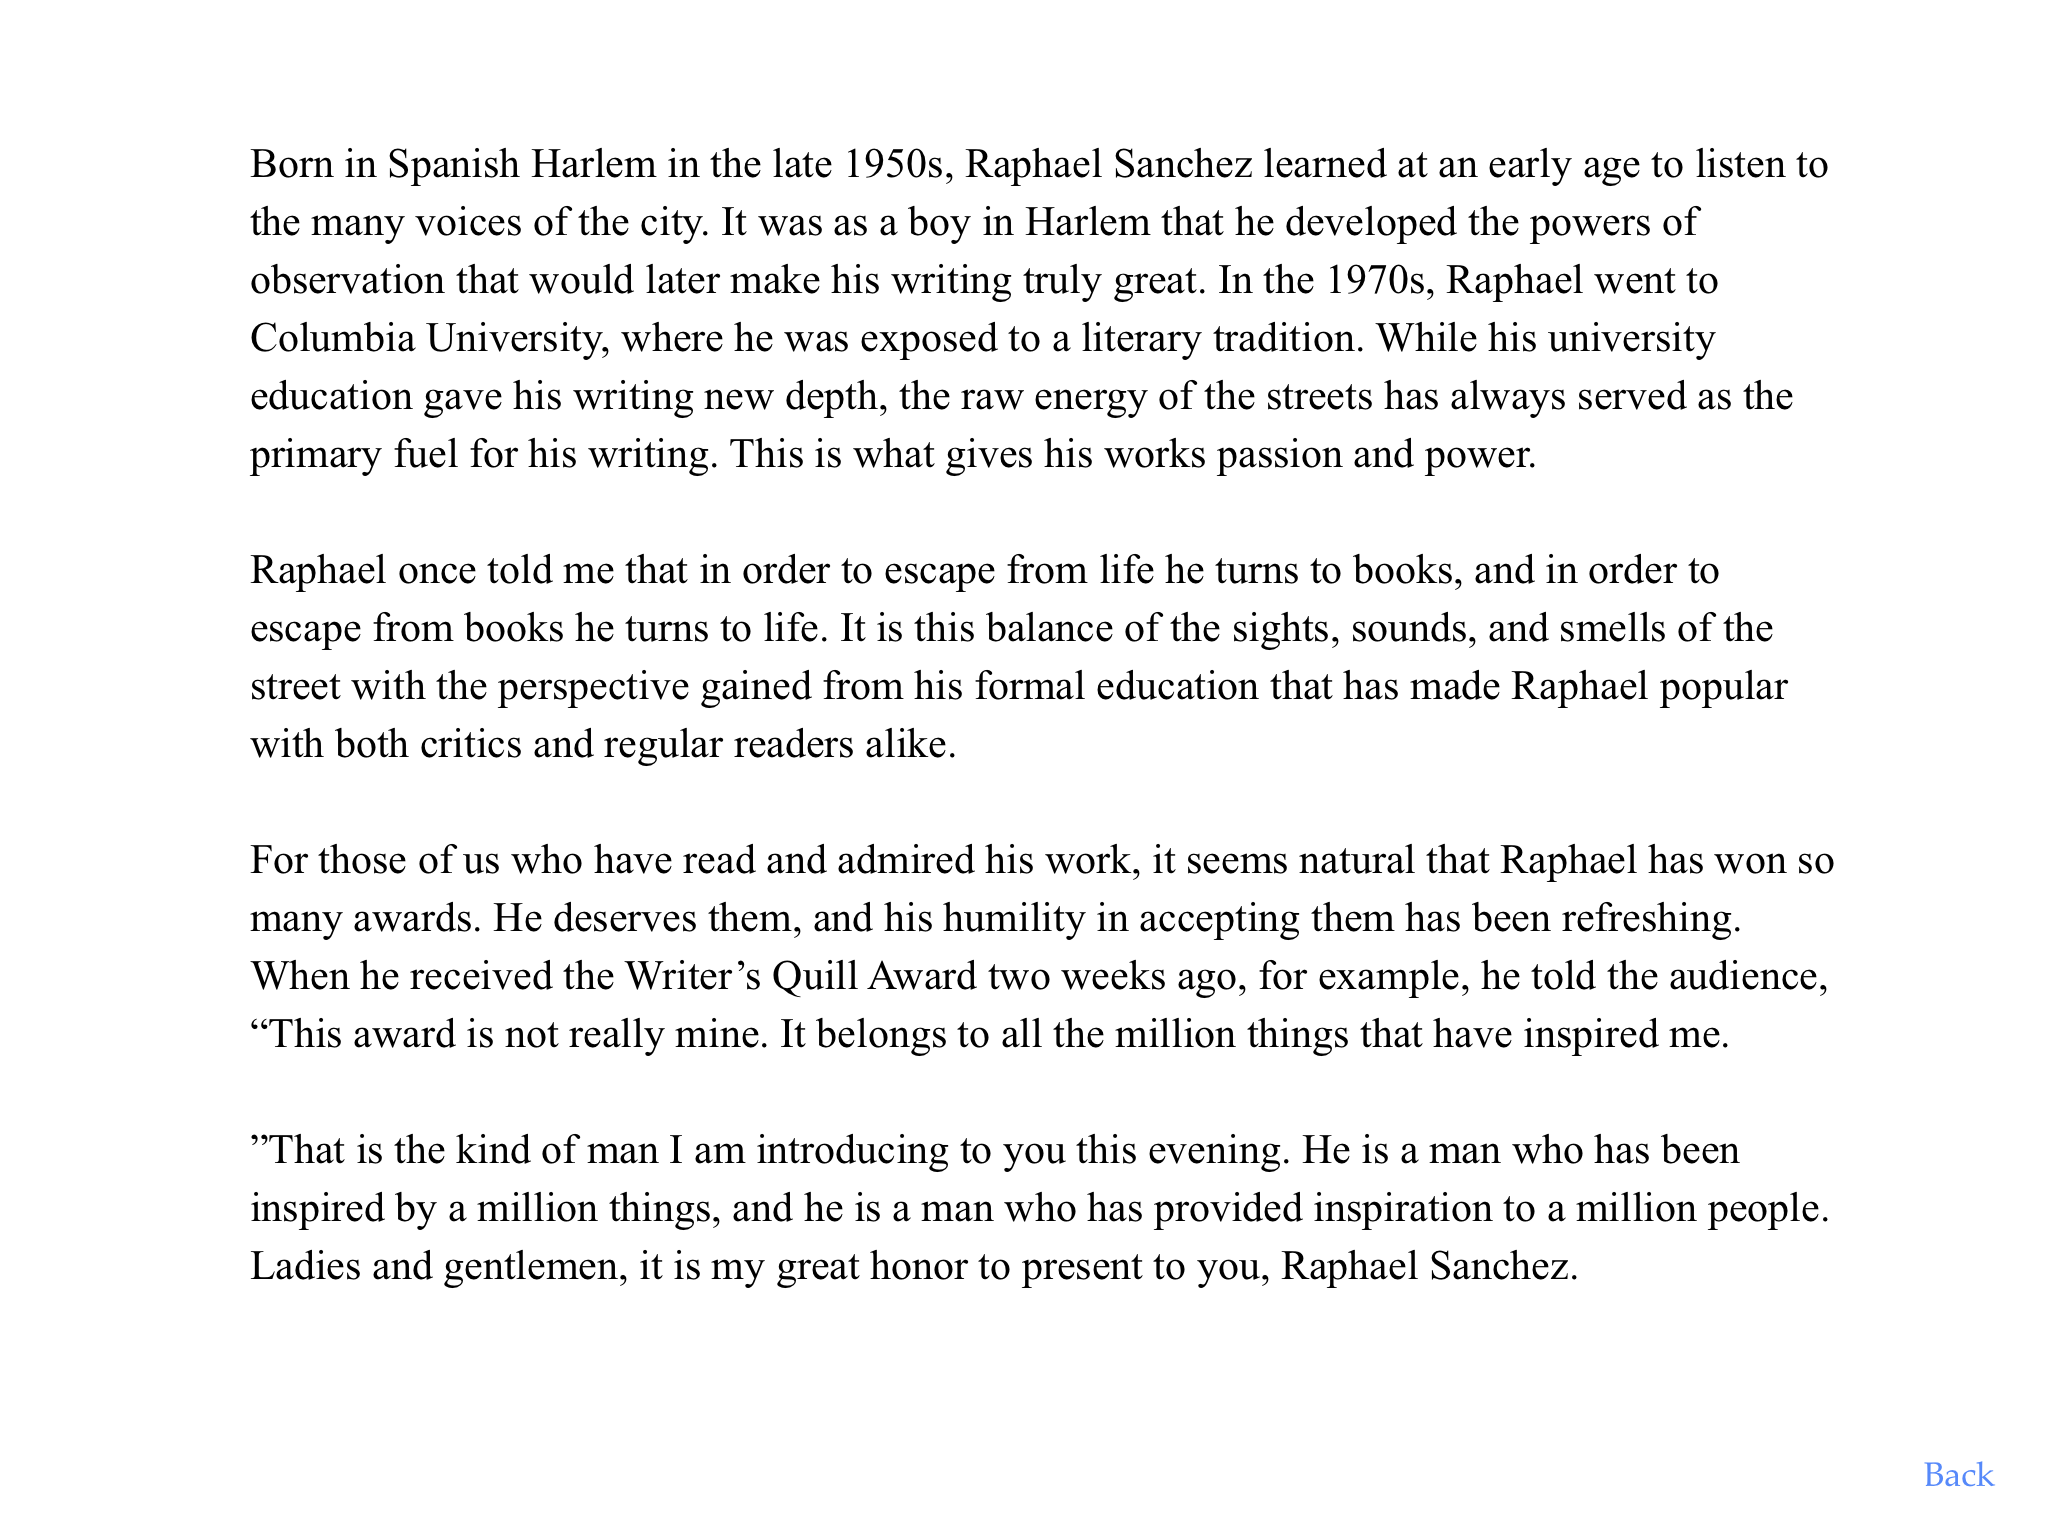 Born in Spanish Harlem in the late 1950s, Raphael Sanchez learned at an early age to listen to
the many voices of the city. It was as a boy in Harlem that he developed the powers of
observation that would later make his writing truly great. In the 1970s, Raphael went to
Columbia University, where he was exposed to a literary tradition. While his university
education gave his writing new depth, the raw energy of the streets has always served as the
primary fuel for his writing. This is what gives his works passion and power.

Raphael once told me that in order to escape from life he turns to books, and in order to
escape from books he turns to life. It is this balance of the sights, sounds, and smells of the
street with the perspective gained from his formal education that has made Raphael popular
with both critics and regular readers alike.

For those of us who have read and admired his work, it seems natural that Raphael has won so
many awards. He deserves them, and his humility in accepting them has been refreshing.
When he received the Writer’s Quill Award two weeks ago, for example, he told the audience,
“This award is not really mine. It belongs to all the million things that have inspired me.

”That is the kind of man I am introducing to you this evening. He is a man who has been
inspired by a million things, and he is a man who has provided inspiration to a million people.
Ladies and gentlemen, it is my great honor to present to you, Raphael Sanchez.

Back